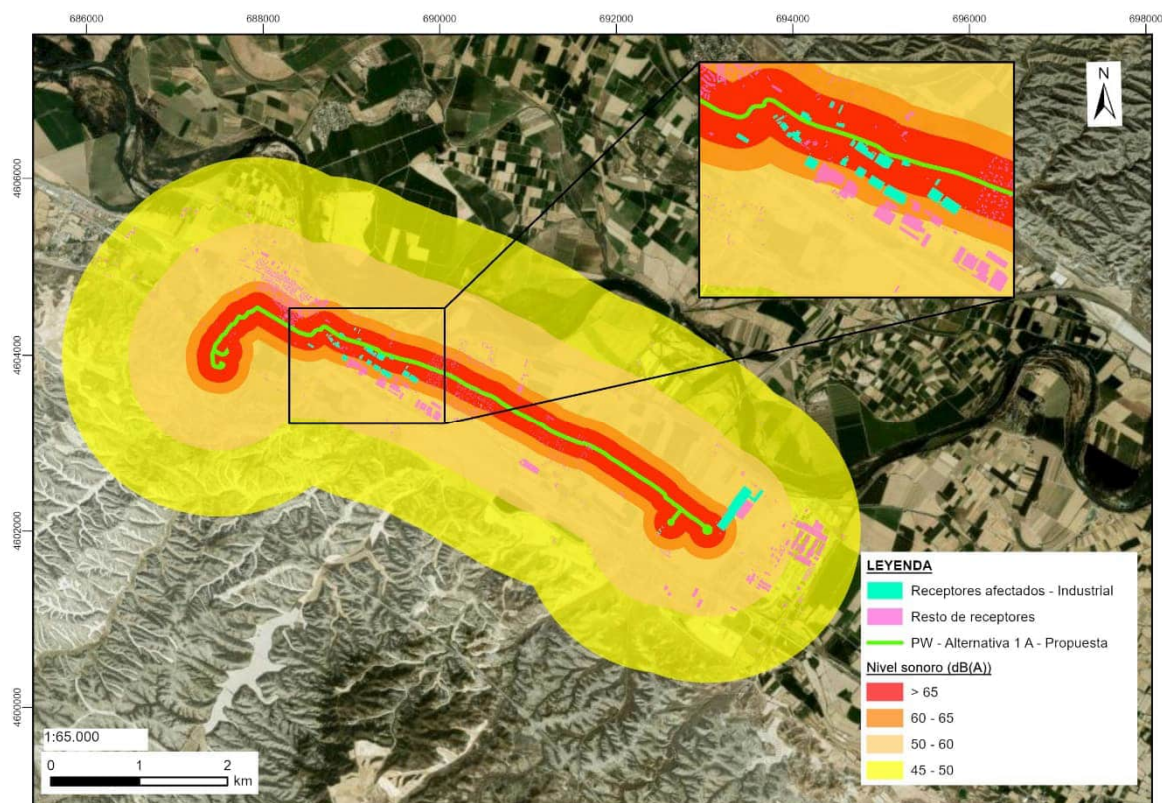 686000 688000 690000 692000 694000 696000 698000
N
4606000
4604000
4602000
4600000
LEYENDA
Receptores afectados - Industrial
Resto de receptores
PW - Alternativa 1 A - Propuesta
Nivel sonoro (dB(A))
> 65
60 - 65
50 - 60
45 - 50
1:65.000
0 1 2
km